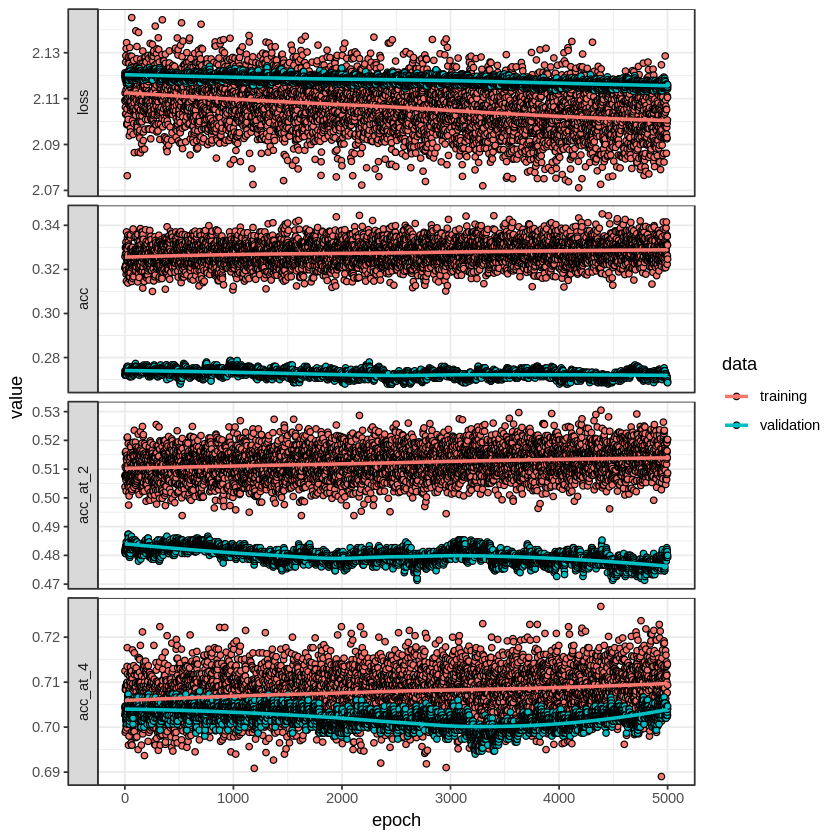 2.13
2.11
2.09
2.07
loss
0.34
0.32
0.30
0.28
acc
0.53
0.52
0.51
0.50
0.49
0.48
0.47
acc_at_2
0.72
0.71
0.70
0.69
acc_at_4
value
0 1000 2000 3000 4000 5000
epoch
data
training
validation